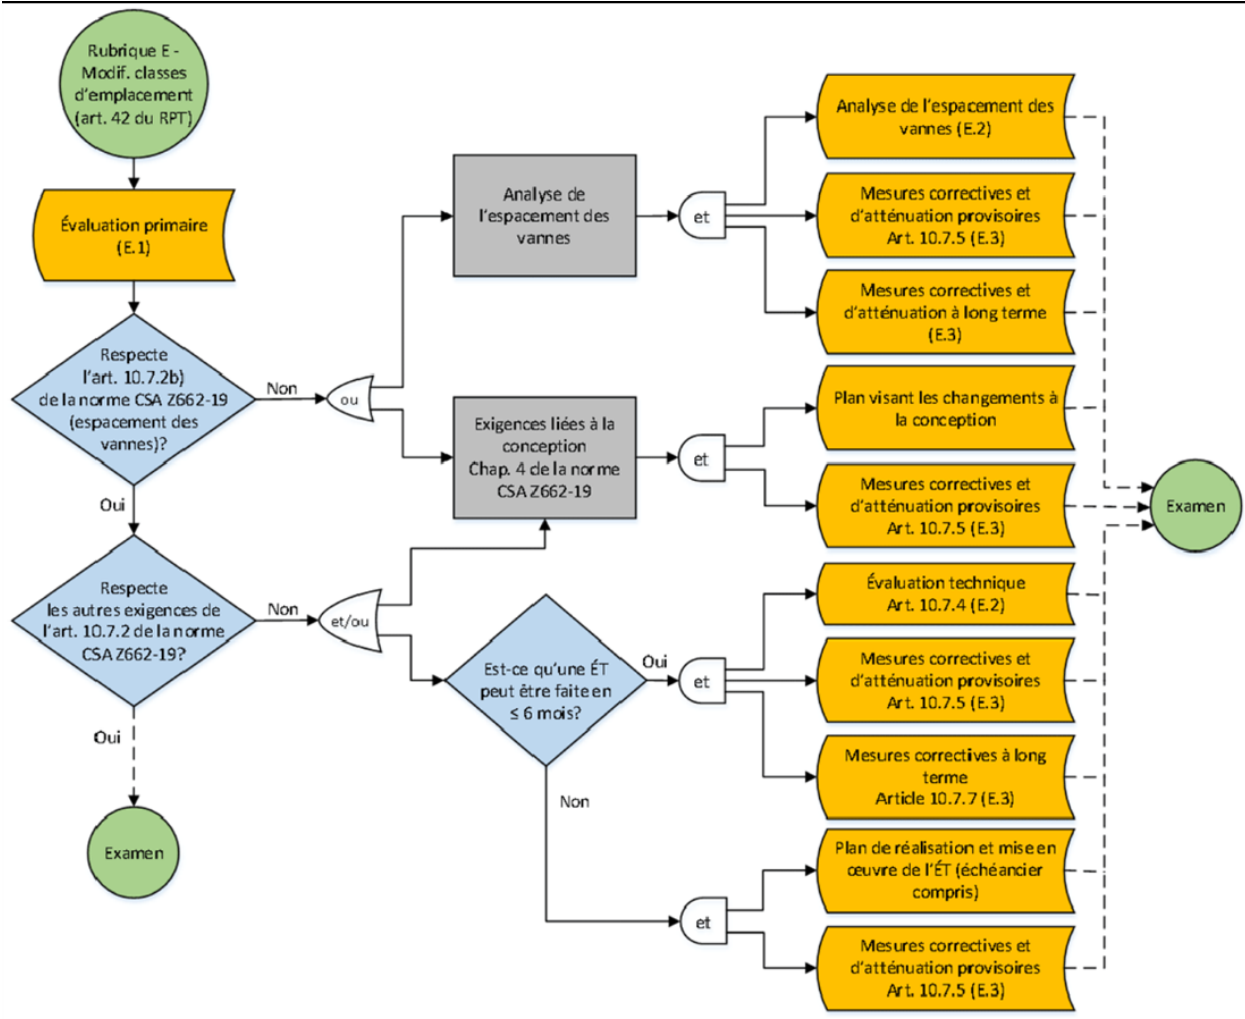 Rubrique E -
Modif. classes
d'emplacement
(art. 42 du RPT)
Évaluation primaire
(E.1)
Respecte
l'art. 10.7.2b)
de la norme CSA Z662-19
(espacement des
vannes)?
Non
ou
Oui
Respecte
les autres exigences de
l'art. 10.7.2 de la norme
CSA Z662-19?
Non
et/ou
Oui
Examen
Analyse de
l'espacement des
vannes
et
Exigences liées à la
conception
Chap. 4 de la norme
CSA Z662-19
et
Est-ce qu'une ÉT
peut être faite en
≤ 6 mois?
Oui
et
Non
et
Analyse de l'espacement des
vannes (E.2)
Mesures correctives et
d'atténuation provisoires
Art. 10.7.5 (E.3)
Mesures correctives et
d'atténuation à long terme
(E.3)
Plan visant les changements à
la conception
Mesures correctives et
d'atténuation provisoires
Art. 10.7.5 (E.3)
Évaluation technique
Art. 10.7.4 (E.2)
Mesures correctives et
d'atténuation provisoires
Art. 10.7.5 (E.3)
Mesures correctives à long
terme
Article 10.7.7 (E.3)
Plan de réalisation et mise en
œuvre de l'ÉT (échéancier
compris)
Mesures correctives et
d'atténuation provisoires
Art. 10.7.5 (E.3)
Examen